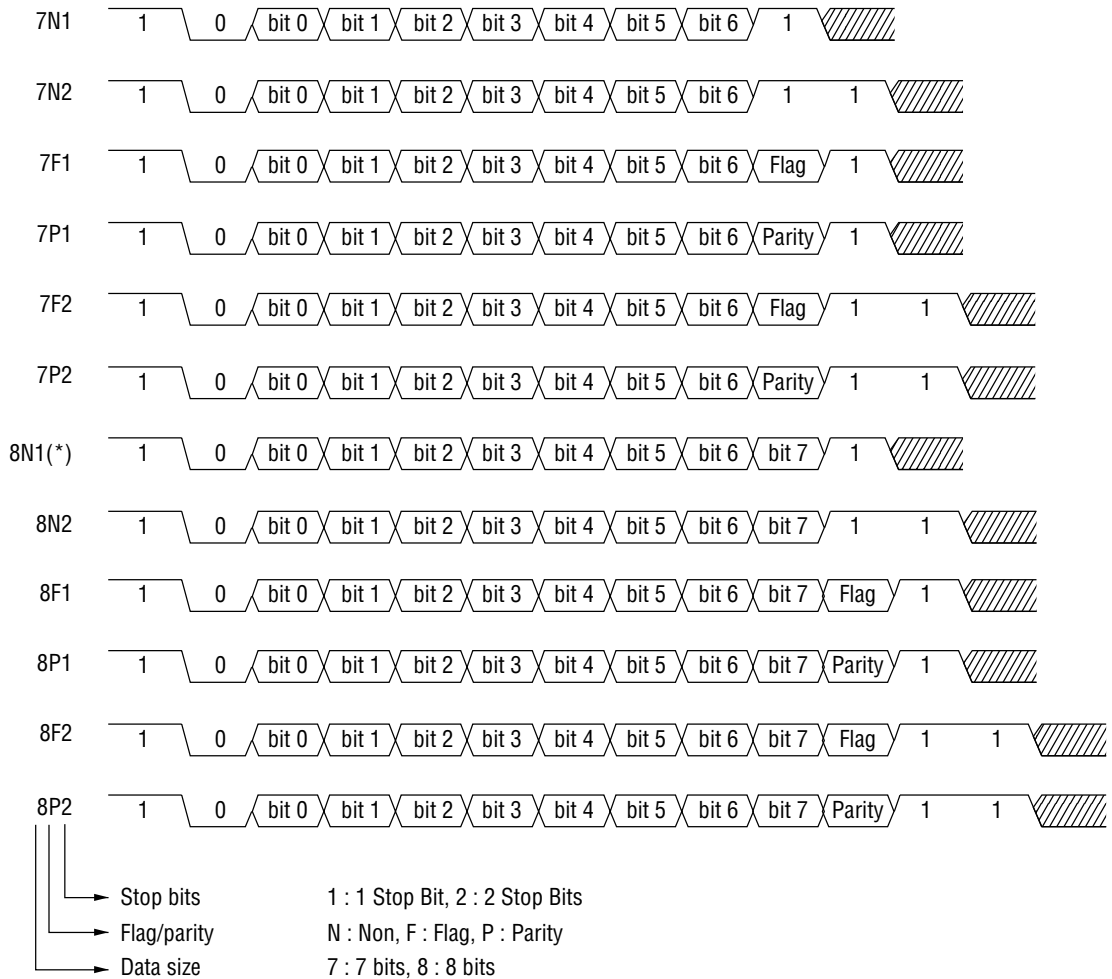 7N1 1 0 bit 0 bit 1 bit 2 bit 3 bit 4 bit 5 bit 6 1
7N2 1 0 bit 0 bit 1 bit 2 bit 3 bit 4 bit 5 bit 6 1 1
7F1 1 0 bit 0 bit 1 bit 2 bit 3 bit 4 bit 5 bit 6 Flag 1
7P1 1 0 bit 0 bit 1 bit 2 bit 3 bit 4 bit 5 bit 6 Parity 1
7F2 1 0 bit 0 bit 1 bit 2 bit 3 bit 4 bit 5 bit 6 Flag 1 1
7P2 1 0 bit 0 bit 1 bit 2 bit 3 bit 4 bit 5 bit 6 Parity 1 1
8N1(*) 1 0 bit 0 bit 1 bit 2 bit 3 bit 4 bit 5 bit 6 bit 7 1
8N2 1 0 bit 0 bit 1 bit 2 bit 3 bit 4 bit 5 bit 6 bit 7 1 1
8F1 1 0 bit 0 bit 1 bit 2 bit 3 bit 4 bit 5 bit 6 bit 7 Flag 1
8P1 1 0 bit 0 bit 1 bit 2 bit 3 bit 4 bit 5 bit 6 bit 7 Parity 1
8F2 1 0 bit 0 bit 1 bit 2 bit 3 bit 4 bit 5 bit 6 bit 7 Flag 1 1
8P2 1 0 bit 0 bit 1 bit 2 bit 3 bit 4 bit 5 bit 6 bit 7 Parity 1 1
Stop bits 1 : 1 Stop Bit, 2 : 2 Stop Bits
Flag/parity N : Non, F : Flag, P : Parity
Data size 7 : 7 bits, 8 : 8 bits